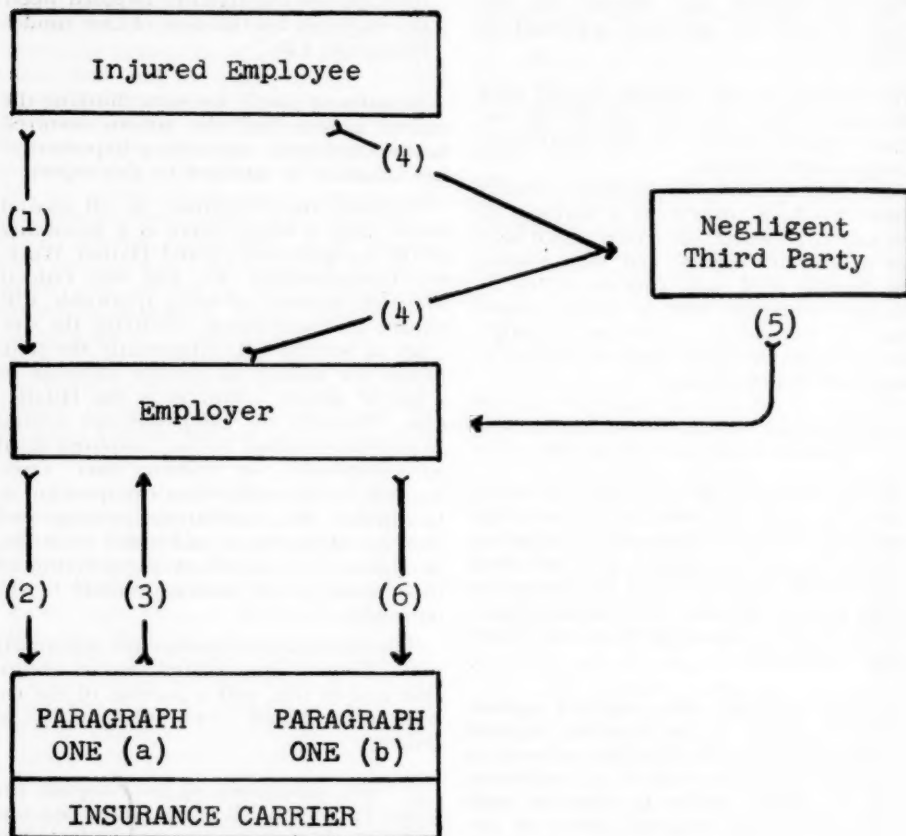 Injured Employee
(4)
(1)
Negligent
Third Party
(4)
(5)
Employer
(2)
(3)
(6)
PARAGRAPH
ONE (a)
PARAGRAPH
ONE (b)
INSURANCE CARRIER